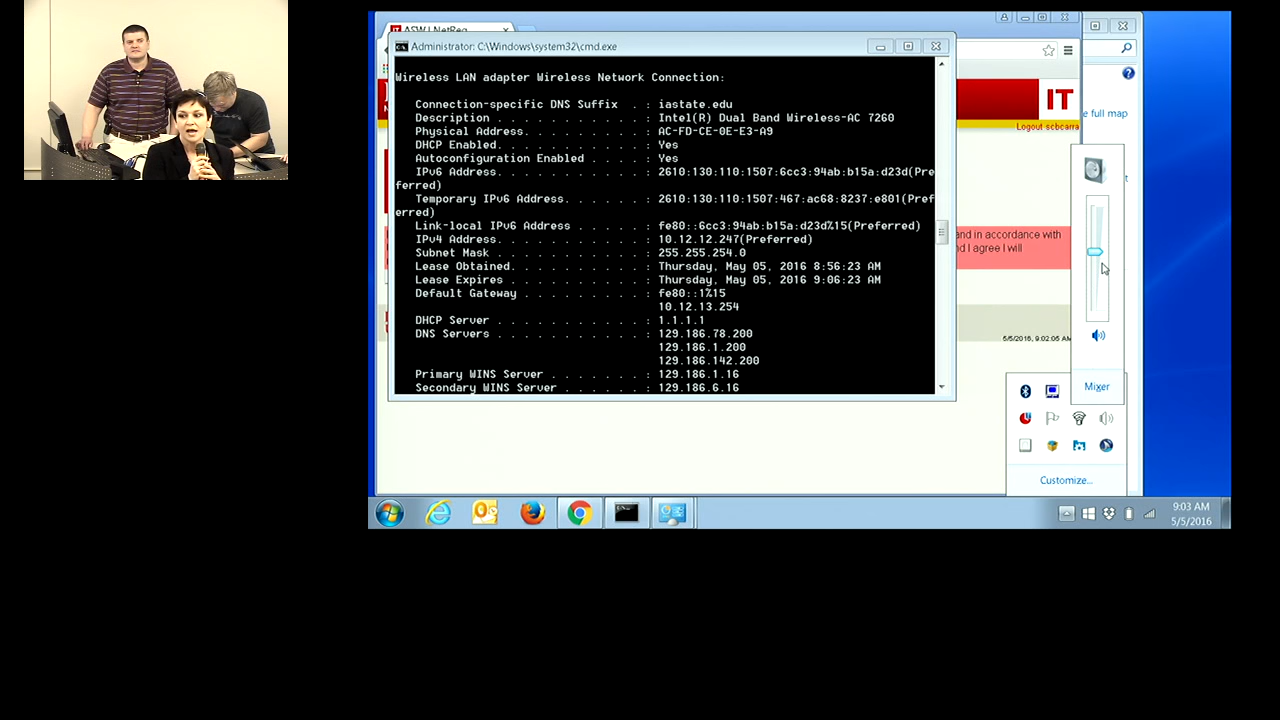 ASW | NetReg
Administrator: C:\Windows\system32\cmd.exe
Wireless LAN adapter Wireless Network Connection:
Connection-specific DNS Suffix . : iastate.edu
Description . . . . . . . . . . . : Intel(R) Dual Band Wireless-AC 7260
Physical Address. . . . . . . . . : AC-FD-CE-0E-E3-A9
DHCP Enabled. . . . . . . . . . . : Yes
Autoconfiguration Enabled . . . . : Yes
IPv6 Address. . . . . . . . . . . : 2610:130:110:1507:6cc3:94ab:b15a:d23d(Pre
ferred)
Temporary IPv6 Address. . . . . . : 2610:130:110:1507:467:ac68:8237:e801(Pref
erred)
Link-local IPv6 Address . . . . . : fe80::6cc3:94ab:b15a:d23d%15(Preferred)
IPv4 Address. . . . . . . . . . . : 10.12.12.247(Preferred)
Subnet Mask . . . . . . . . . . . : 255.255.254.0
Lease Obtained. . . . . . . . . . : Thursday, May 05, 2016 8:56:23 AM
Lease Expires . . . . . . . . . . : Thursday, May 05, 2016 9:06:23 AM
Default Gateway . . . . . . . . . : fe80::1%15
10.12.13.254
DHCP Server . . . . . . . . . . . : 1.1.1.1
DNS Servers . . . . . . . . . . . : 129.186.78.200
129.186.1.200
129.186.142.200
Primary WINS Server . . . . . . . : 129.186.1.16
Secondary WINS Server . . . . . . : 129.186.6.16
IT
Logout-scbcarra
e full map
and in accordance with
nd I agree I will
5/5/2016, 9:02:05 AM
Mixer
Customize...
9:03 AM
5/5/2016